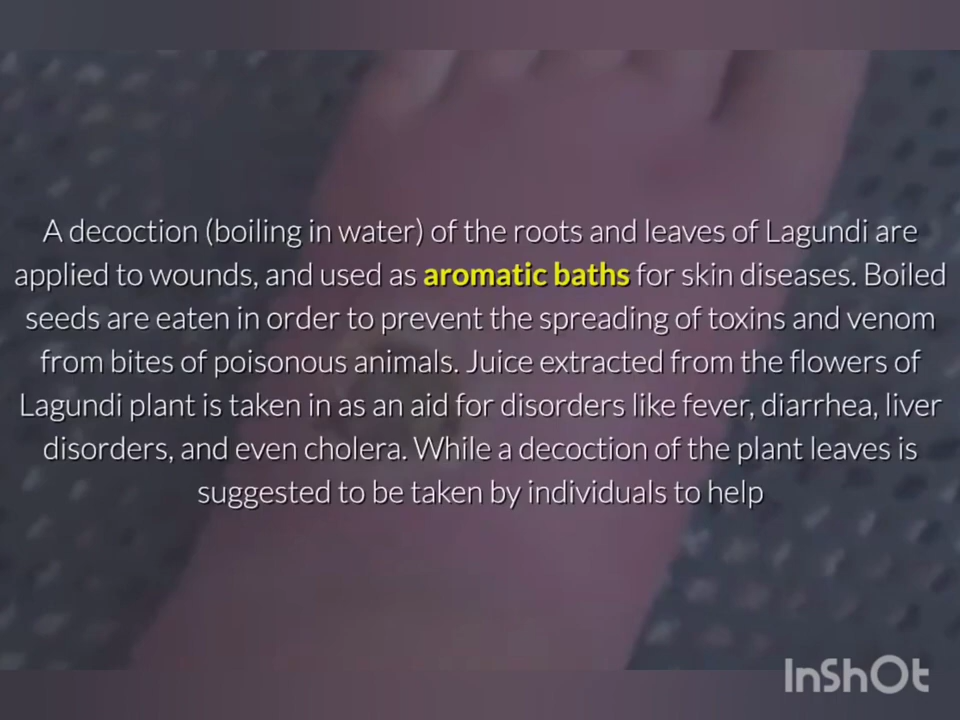 A decoction (boiling in water) of the roots and leaves of Lagundi are
applied to wounds, and used as aromatic baths for skin diseases. Boiled
seeds are eaten in order to prevent the spreading of toxins and venom
from bites of poisonous animals. Juice extracted from the flowers of
Lagundi plant is taken in as an aid for disorders like fever, diarrhea, liver
disorders, and even cholera. While a decoction of the plant leaves is
suggested to be taken by individuals to help
InShOt